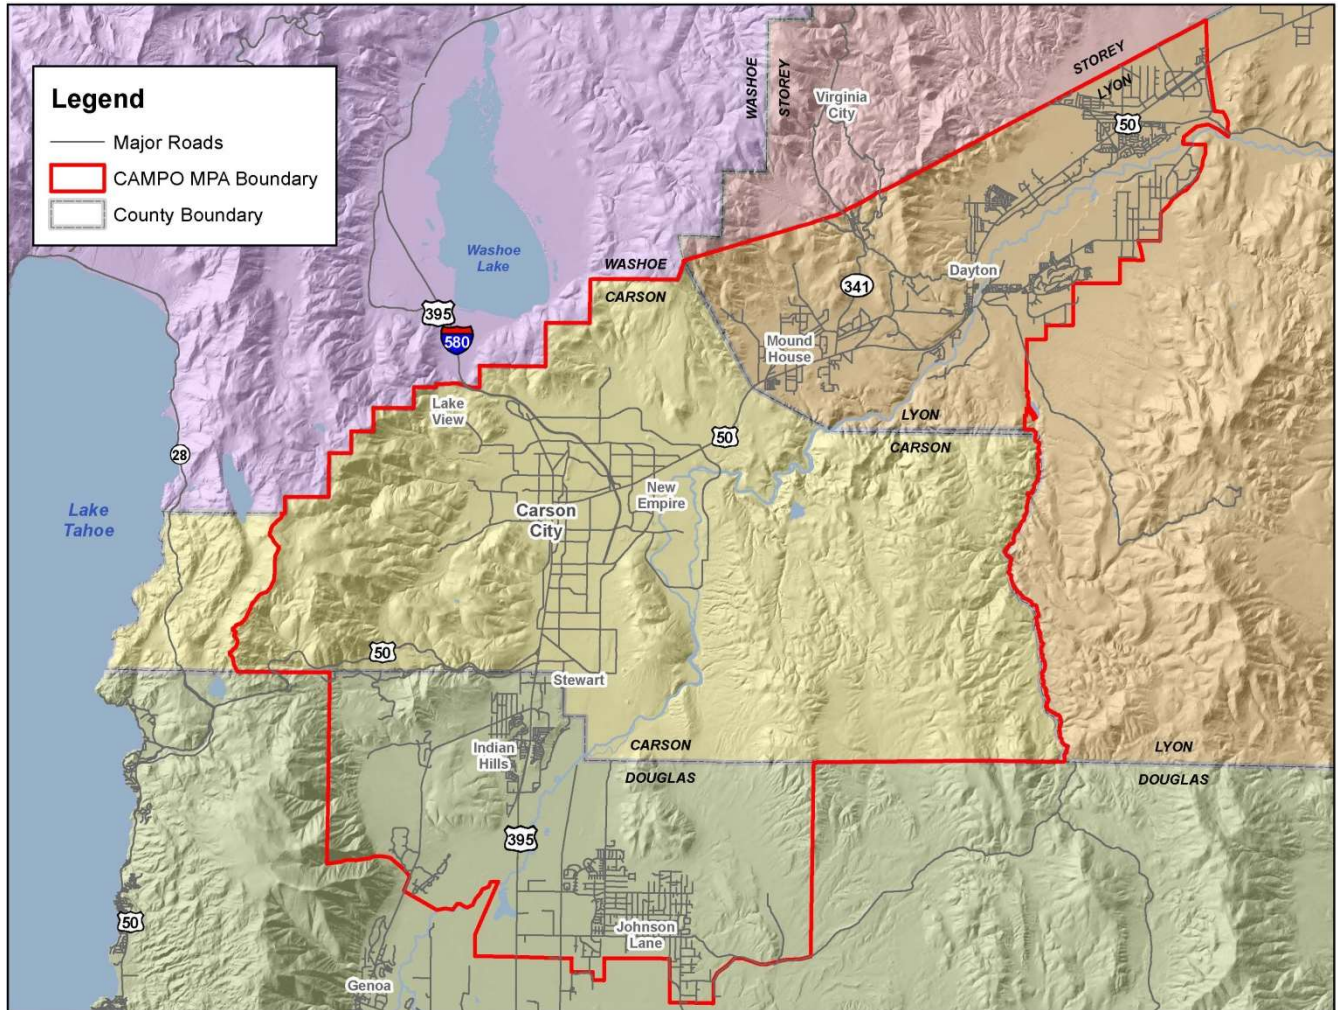 Legend
Major Roads
CAMPO MPA Boundary
County Boundary
WASHOE
STOREY
Virginia
City
STOREY
LYON
50
Washoe
Lake
WASHOE
CARSON
Dayton
341
395
580
Mound
House
Lake
View
LYON
CARSON
50
28
New
Empire
Lake
Tahoe
Carson
City
50
Stewart
Indian
Hills
CARSON
DOUGLAS
LYON
DOUGLAS
395
50
Johnson
Lane
Genoa